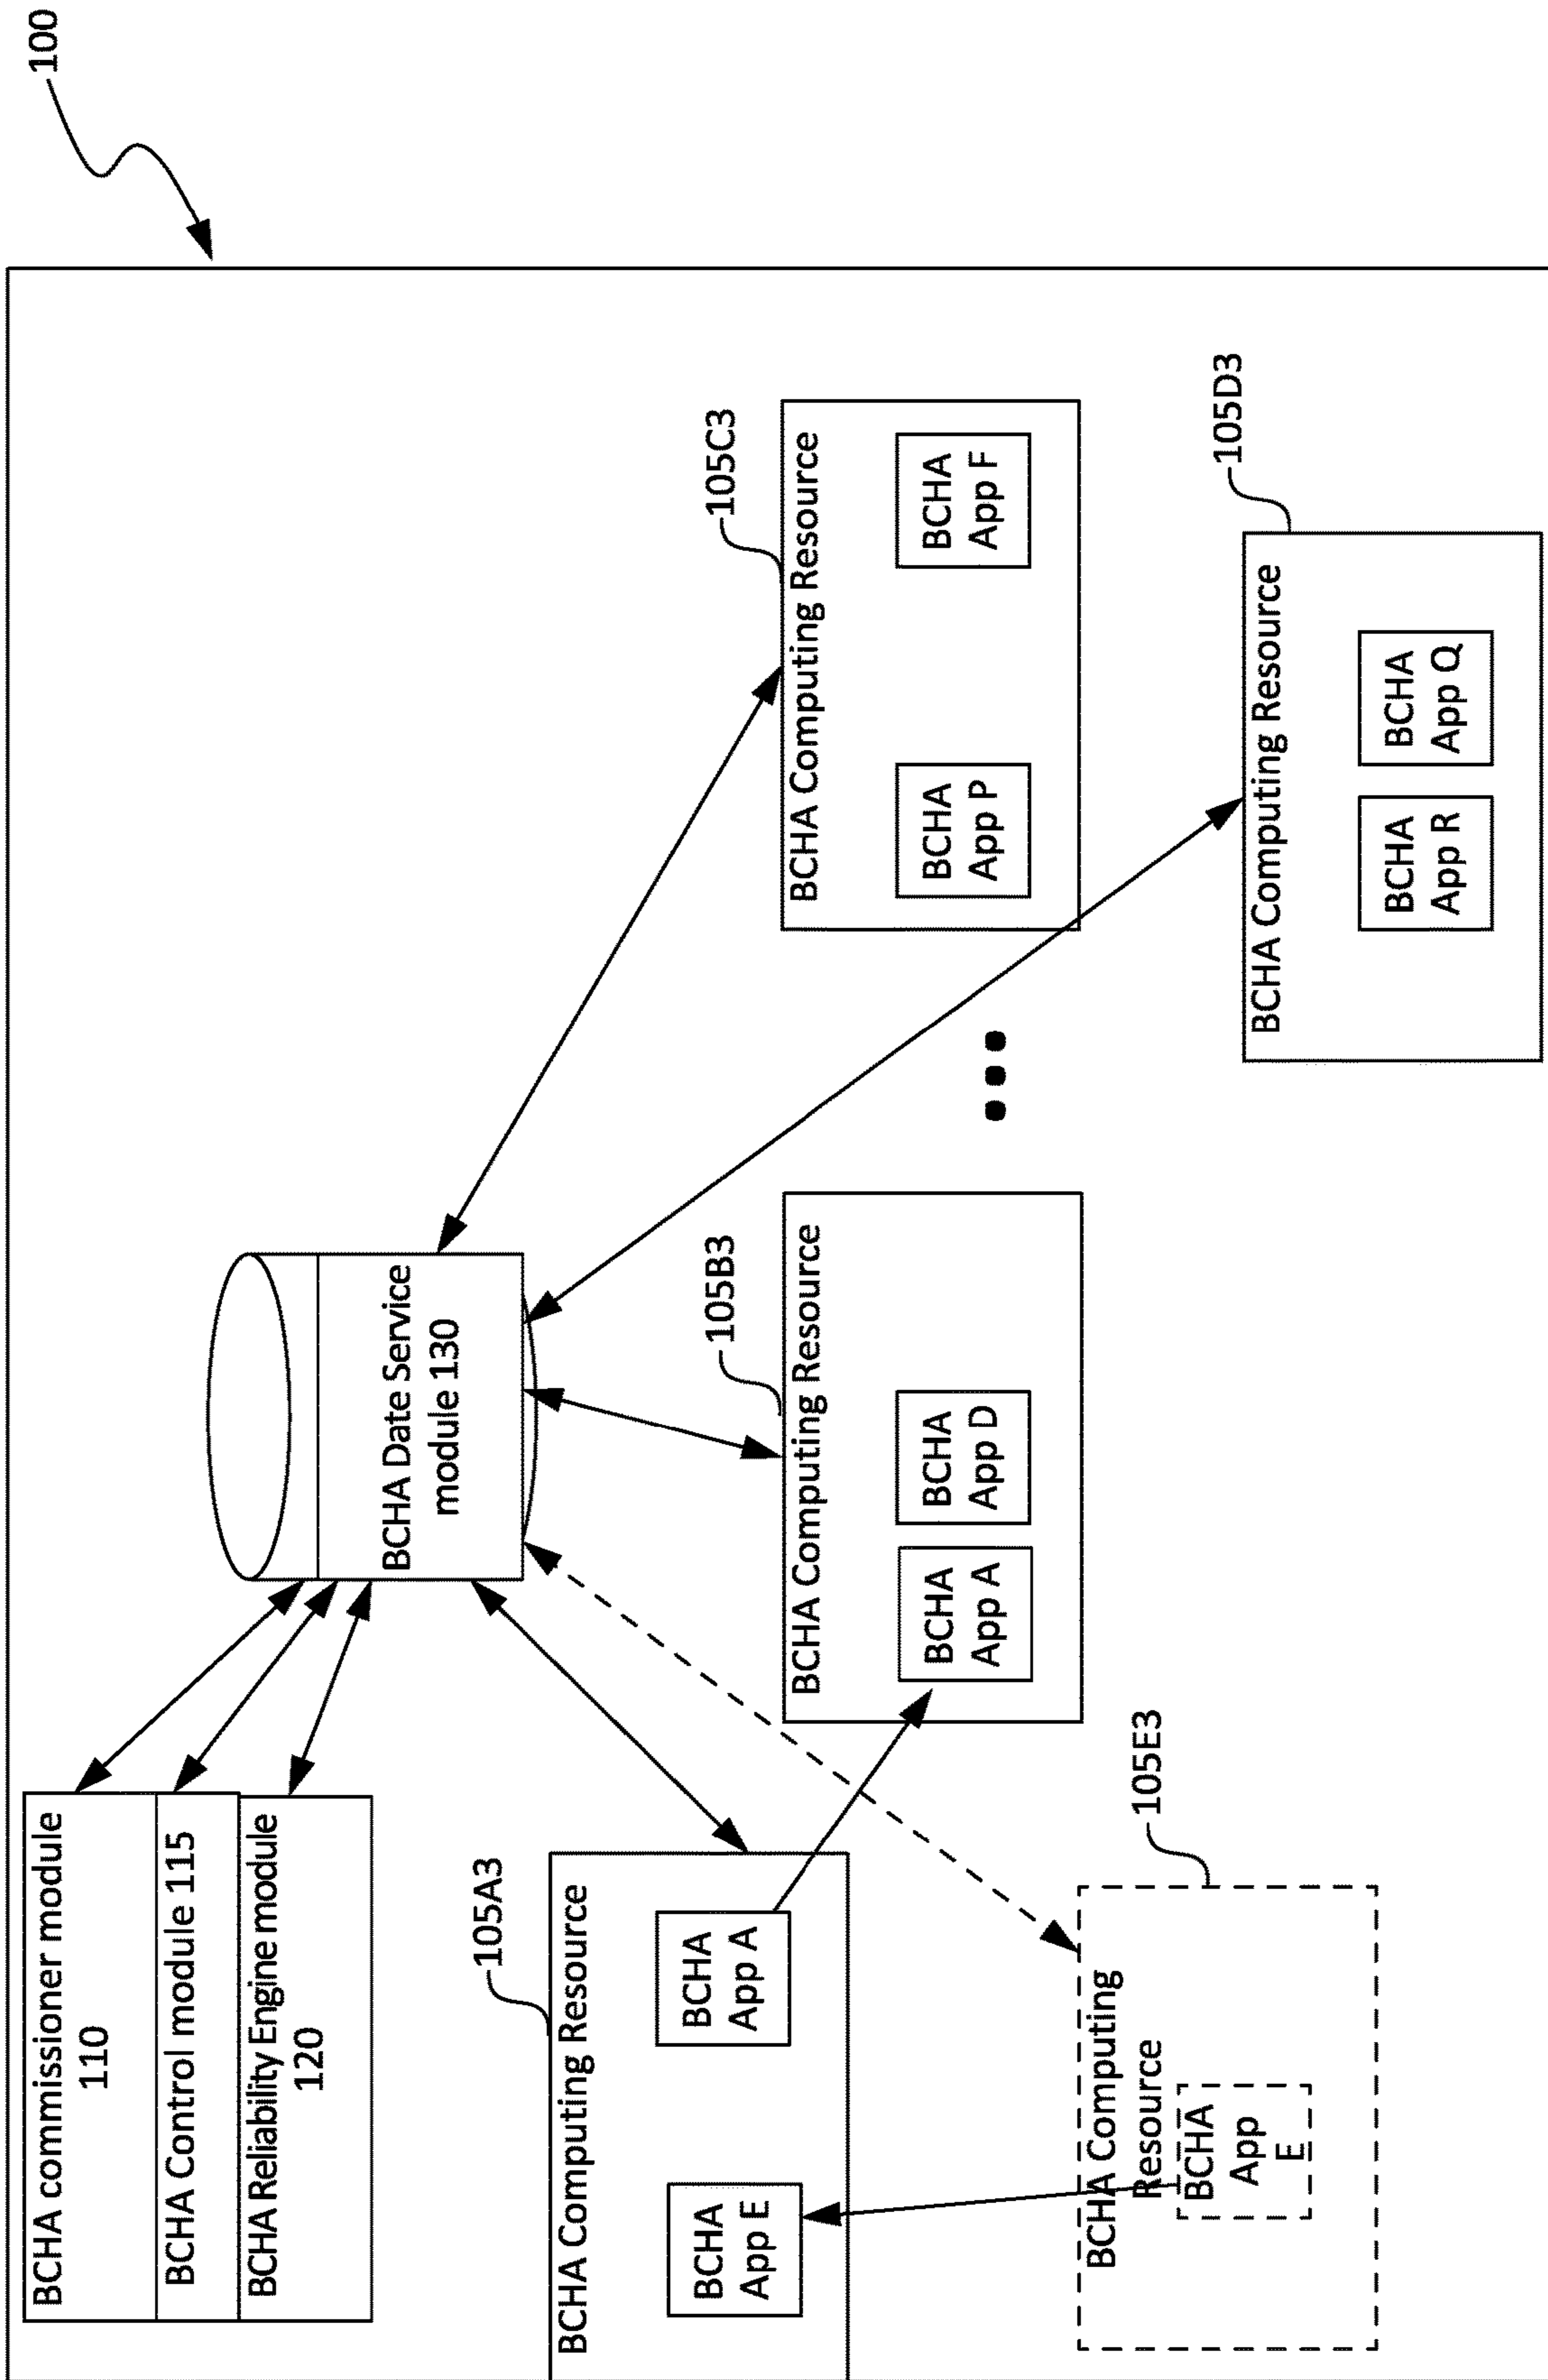 100
BCHA commissioner module
110
BCHA Control module 115
BCHA Reliability Engine module
120
BCHA Date Service
module 130
105A3
BCHA Computing Resource
BCHA
App E
BCHA
App A
105B3
BCHA Computing Resource
BCHA
App A
BCHA
App D
105C3
BCHA Computing Resource
BCHA
App P
BCHA
App F
105E3
BCHA Computing
Resource
BCHA
App
E
105D3
BCHA Computing Resource
BCHA
App R
BCHA
App Q